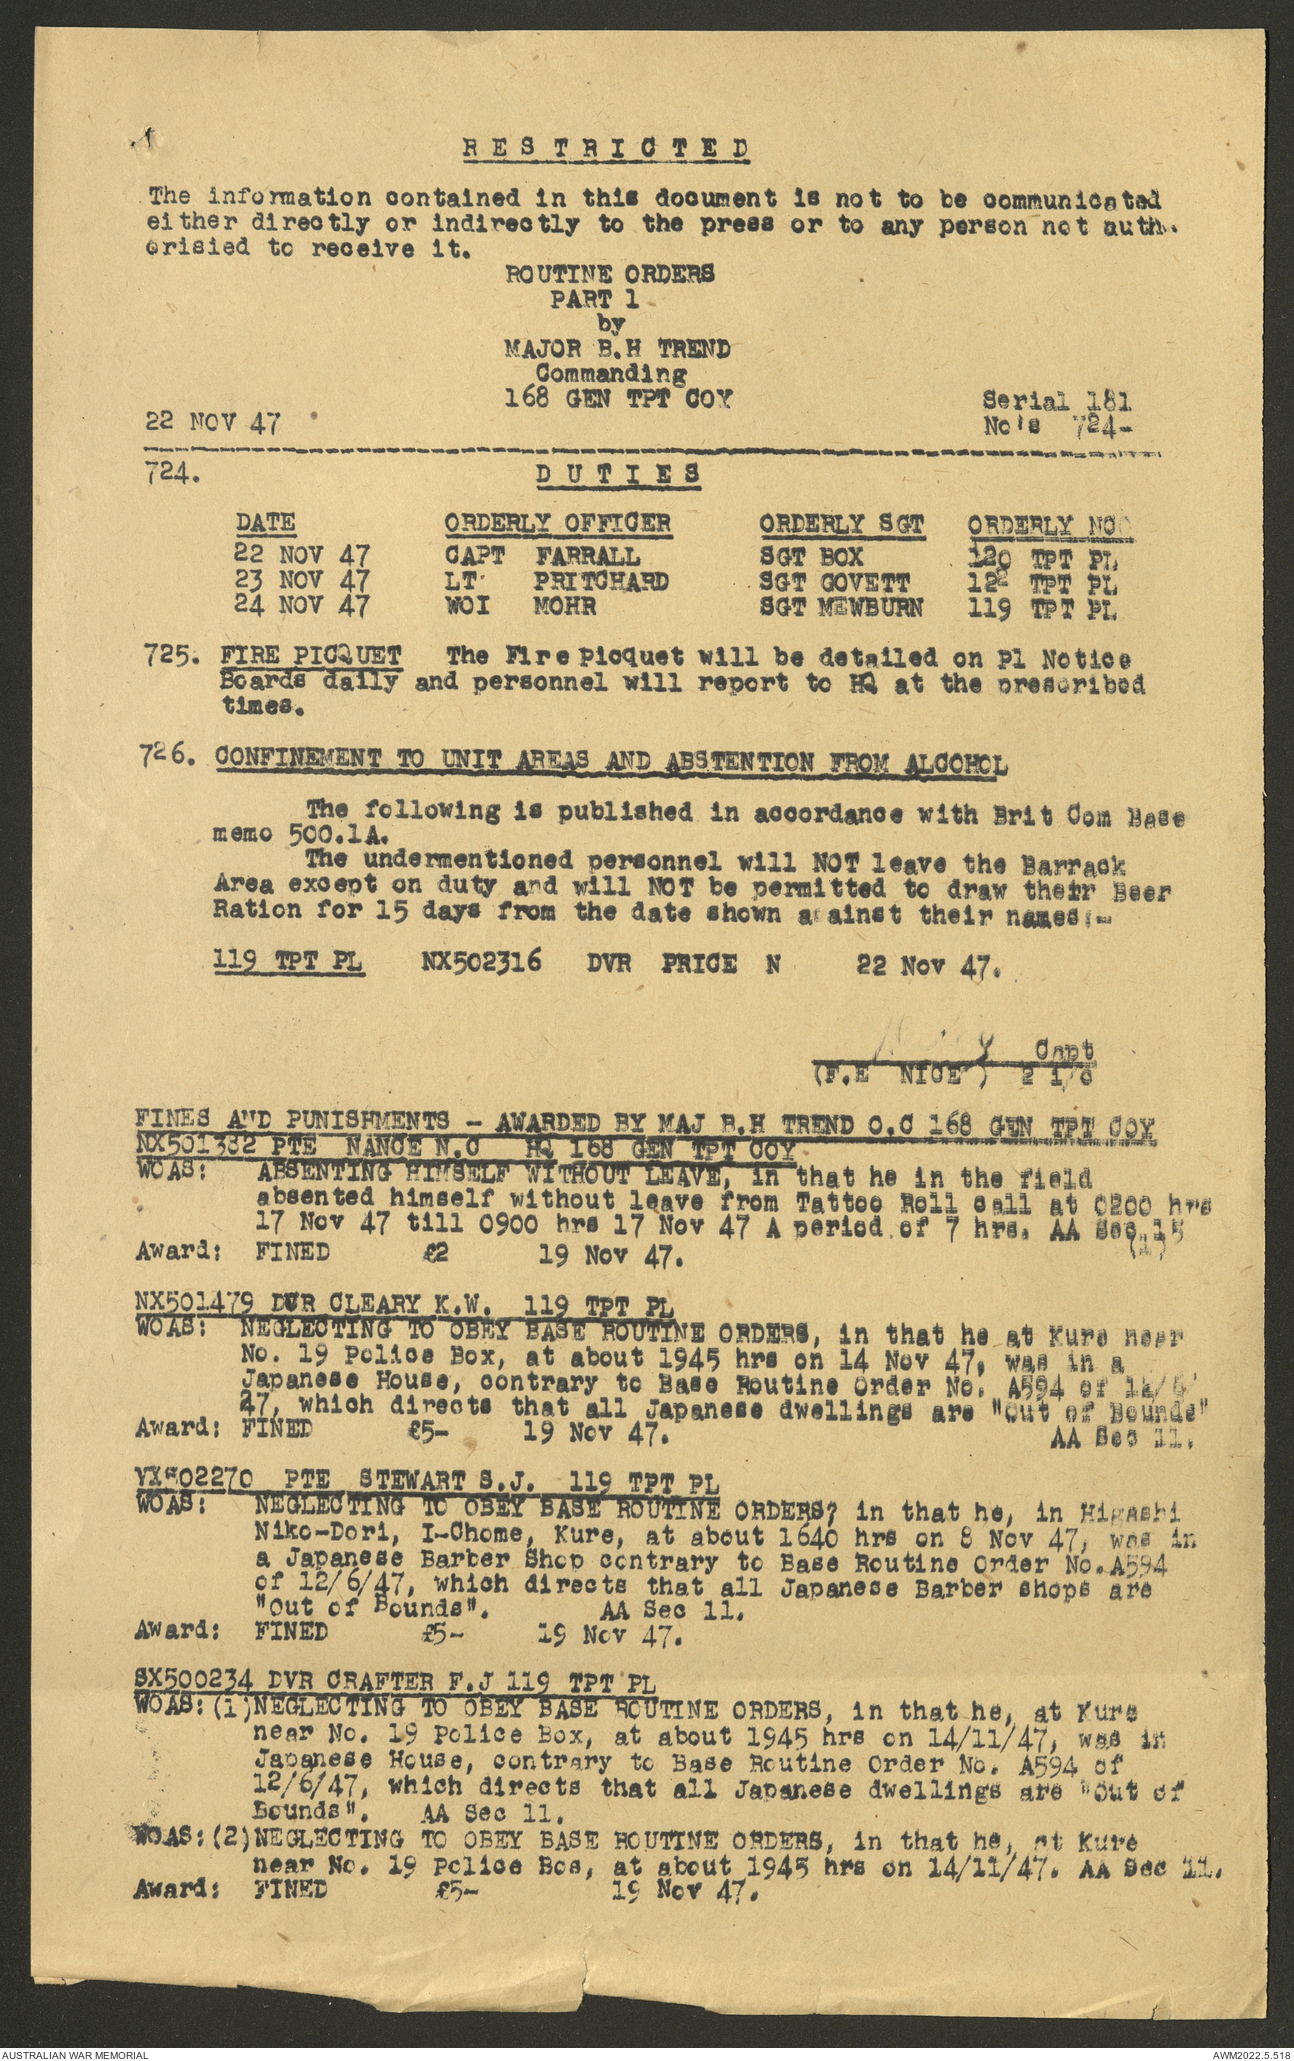 RESTRICTED
The information contained in this document is not to be communicated
either directly or indirectly to the press or to any person not auth.
orisied to receive it.
ROUTINE ORDERS
PART 1
by
MAJOR B.H TREND
Commanding
168 GEN TPT COY
Serial 181
22 NOV 47
No's 724-
724.
DUTIES
DATE ORDERLY OFFICER ORDERLY SGT ORDERLY NCO
22 NOV 47 CAPT FARRALL SGT BOX 120 TPT PL
23 NOV 47 LT PRITCHARD SGT GOVETT 122 TPT PL
24 NOV 47 WOI MOHR SGT MEWBURN 119 TPT PL
725. FIRE PICQUET The Fire Picquet will be detailed on Pl Notice
Boards daily and personnel will report to HQ at the prescribed
times.
726. CONFINEMENT TO UNIT AREAS AND ABSTENTION FROM ALCOHOL
The following is published in accordance with Brit Com Base
memo 500.1A.
The undermentioned personnel will NOT leave the Barrack
Area except on duty and will NOT be permitted to draw their Beer
Ration for 15 days from the date shown against their names:-
119 TPT PL NX502316 DVR PRICE N 22 Nov 47.
Capt
(F.E NICE) 2 i/c
FINES AND PUNISHMENTS - AWARDED BY MAJ B.H TREND O.C 168 GEN TPT COY
NX501382 PTE NANCE N.C HQ 168 GEN TPT COY
WOAS: ABSENTING HIMSELF WITHOUT LEAVE, in that he in the field
absented himself without leave from Tattoo Roll call at 0200 hrs
17 Nov 47 till 0900 hrs 17 Nov 47 A period of 7 hrs. AA Sec 15
(1)
Award: FINED £2 19 Nov 47.
NX501479 DVR CLEARY K.W. 119 TPT PL
WOAS: NEGLECTING TO OBEY BASE ROUTINE ORDERS, in that he at Kure near
No. 19 Police Box, at about 1945 hrs on 14 Nov 47, was in a
Japanese House, contrary to Base Routine Order No. A594 of 12/6/
47, which directs that all Japanese dwellings are "Out of Bounds"
Award: FINED £5- 19 Nov 47. AA Sec 11.
VX502270 PTE STEWART S.J. 119 TPT PL
WOAS: NEGLECTING TO OBEY BASE ROUTINE ORDERS? in that he, in Higashi
Niko-Dori, I-Chome, Kure, at about 1640 hrs on 8 Nov 47, was in
a Japanese Barber Shop contrary to Base Routine Order No.A594
of 12/6/47, which directs that all Japanese Barber shops are
"Out of Bounds". AA Sec 11.
Award: FINED £5- 19 Nov 47.
SX500234 DVR CRAFTER F.J 119 TPT PL
WOAS:(1)NEGLECTING TO OBEY BASE ROUTINE ORDERS, in that he, at Kure
near No. 19 Police Box, at about 1945 hrs on 14/11/47, was in
Japanese House, contrary to Base Routine Order No. A594 of
12/6/47, which directs that all Japanese dwellings are "Out of
Bounds". AA Sec 11.
WOAS:(2)NEGLECTING TO OBEY BASE ROUTINE ORDERS, in that he, at Kure
near No. 19 Police Bos, at about 1945 hrs on 14/11/47. AA Sec 11.
Award: FINED £5- 19 Nov 47.
AUSTRALIAN WAR MEMORIAL
AWM2022.5.518